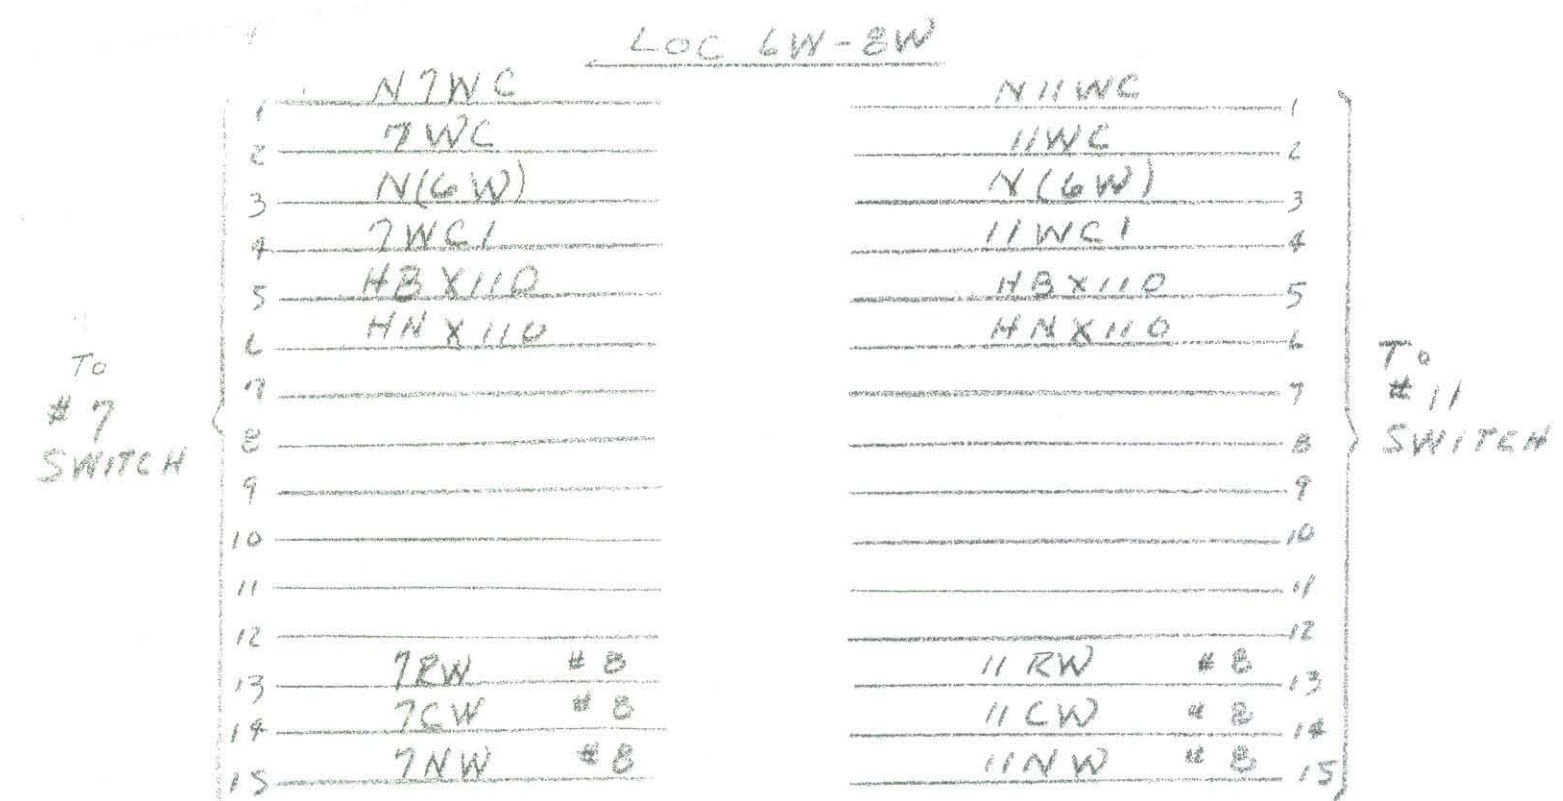 LOC 6W-8W
1 N7WC N11WC 1
2 7WC 11WC 2
3 N(6W) N(6W) 3
4 7WC1 11WC1 4
5 HBX110 HBX110 5
6 HNX110 HNX110 6
7 7
8 8
9 9
10 10
11 11
12 12
13 7RW #8 11RW #8 13
14 7CW #8 11CW #8 14
15 7NW #8 11NW #8 15
TO
#7
SWITCH
TO
#11
SWITCH